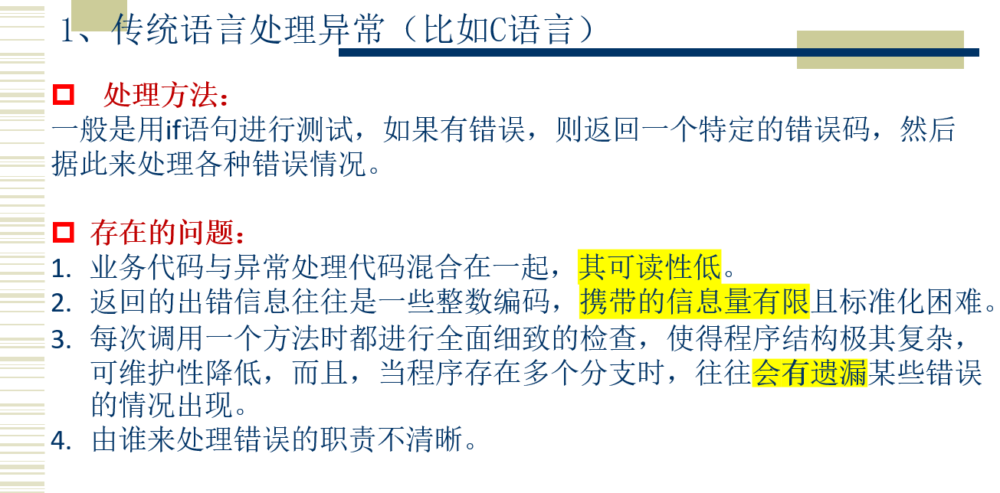 1、传统语言处理异常（比如C语言）
处理方法：
一般是用if语句进行测试，如果有错误，则返回一个特定的错误码，然后
据此来处理各种错误情况。
存在的问题：
1. 业务代码与异常处理代码混合在一起，其可读性低。
2. 返回的出错信息往往是一些整数编码，携带的信息量有限且标准化困难。
3. 每次调用一个方法时都进行全面细致的检查，使得程序结构极其复杂，
可维护性降低，而且，当程序存在多个分支时，往往会有遗漏某些错误
的情况出现。
4. 由谁来处理错误的职责不清晰。